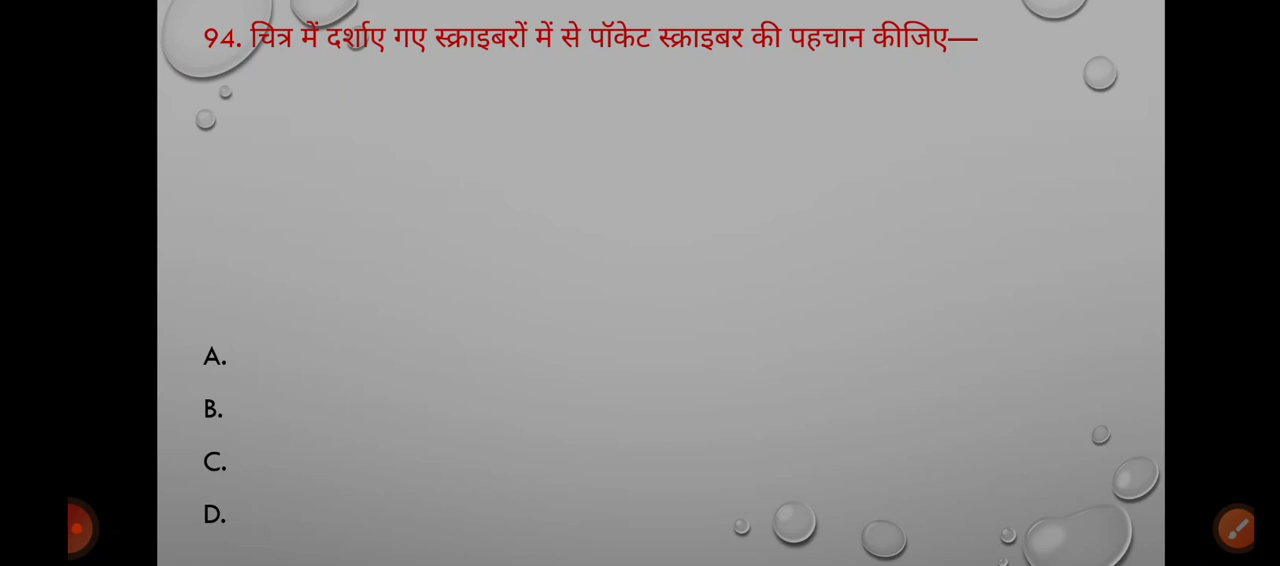 94. चित्र में दर्शाए गए स्क्राइबरों में से पॉकेट स्क्राइबर की पहचान कीजिए—
A.
B.
C.
D.